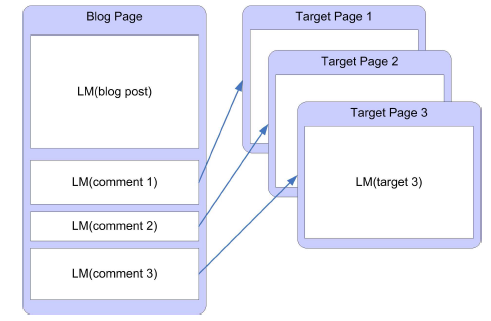 Blog Page
LM(blog post)
LM(comment 1)
LM(comment 2)
LM(comment 3)
Target Page 1
Target Page 2
Target Page 3
LM(target 3)